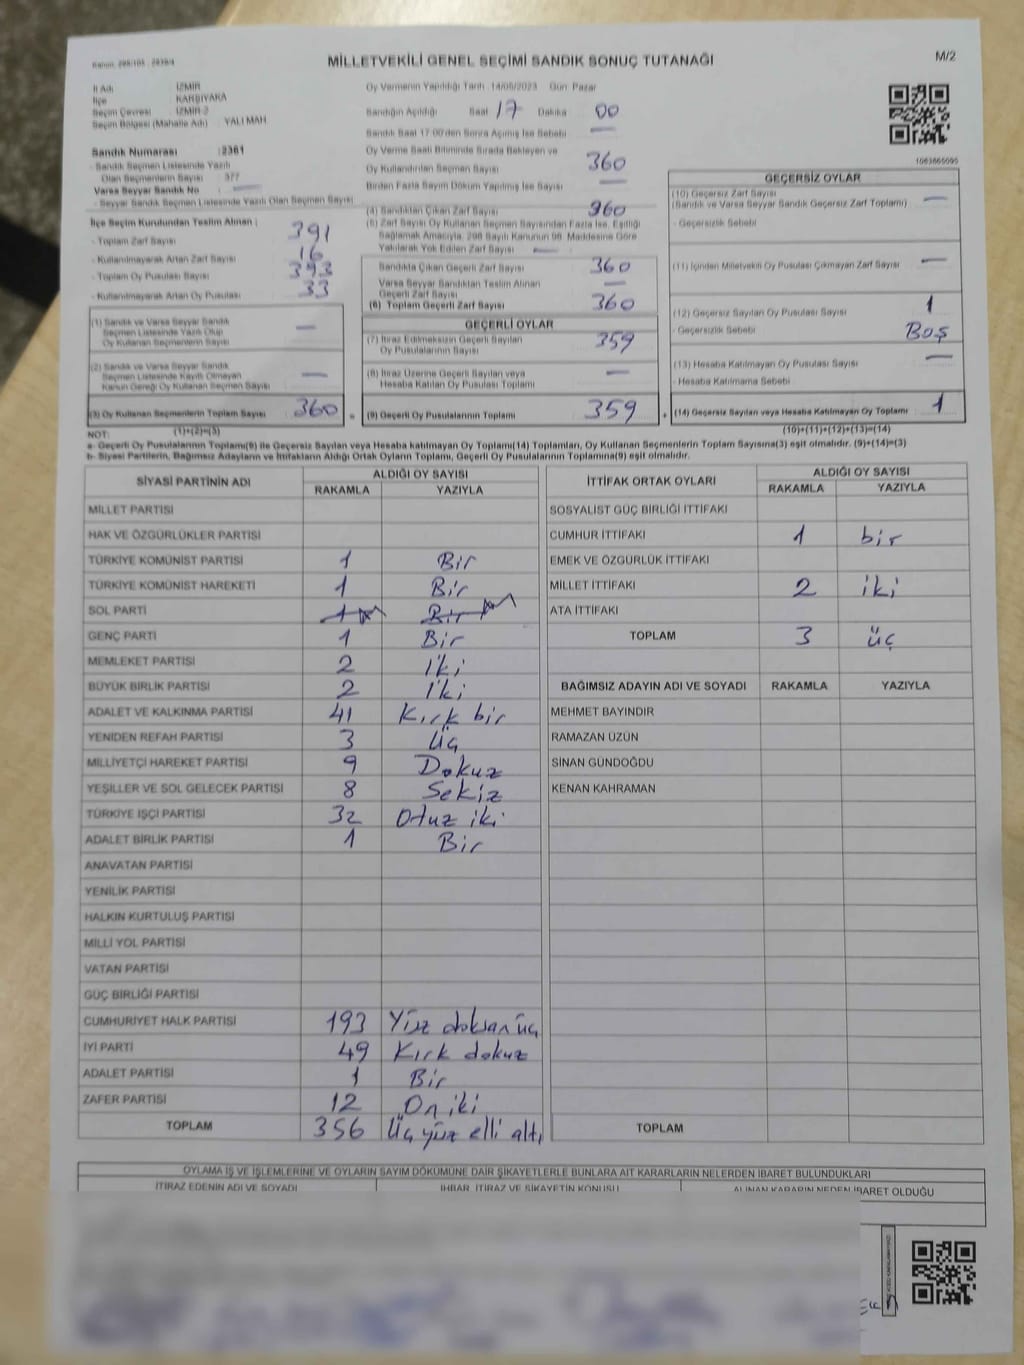 Kanun: 298/105 - 2839/4
MİLLETVEKİLİ GENEL SEÇİMİ SANDIK SONUÇ TUTANAĞI
M/2
İl Adı : İZMİR
İlçe : KARŞIYAKA
Seçim Çevresi : İZMİR-2
Seçim Bölgesi (Mahalle Adı) : YALI MAH
Sandık Numarası : 2361
- Sandık Seçmen Listesinde Yazılı
Olan Seçmenlerin Sayısı : 377
Varsa Seyyar Sandık No —
- Seyyar Sandık Seçmen Listesinde Yazılı Olan Seçmen Sayısı
İlçe Seçim Kurulundan Teslim Alınan :
- Toplam Zarf Sayısı 391
- Kullanılmayarak Artan Zarf Sayısı 16
- Toplam Oy Pusulası Sayısı 393
- Kullanılmayarak Artan Oy Pusulası 33
(1) Sandık ve Varsa Seyyar Sandık
Seçmen Listesinde Yazılı Olup
Oy Kullanan Seçmenlerin Sayısı —
(2) Sandık ve Varsa Seyyar Sandık
Seçmen Listesinde Kayıtlı Olmayan
Kanun Gereği Oy Kullanan Seçmen Sayısı —
(3) Oy Kullanan Seçmenlerin Toplam Sayısı 360 =
(1)+(2)=(3)
Oy Vermenin Yapıldığı Tarih : 14/05/2023 Gün: Pazar
Sandığın Açıldığı Saat 17 Dakika 00
Sandık Saat 17:00'den Sonra Açılmış İse Sebebi —
Oy Verme Saati Bitiminde Sırada Bekleyen ve
Oy Kullandırılan Seçmen Sayısı 360
Birden Fazla Sayım Döküm Yapılmış İse Sayısı —
(4) Sandıktan Çıkan Zarf Sayısı 360
(5) Zarf Sayısı Oy Kullanan Seçmen Sayısından Fazla İse, Eşitliği
Sağlamak Amacıyla, 298 Sayılı Kanunun 98. Maddesine Göre
Yakılarak Yok Edilen Zarf Sayısı —
Sandıkta Çıkan Geçerli Zarf Sayısı 360
Varsa Seyyar Sandıktan Teslim Alınan
Geçerli Zarf Sayısı —
(6) Toplam Geçerli Zarf Sayısı 360
GEÇERLİ OYLAR
(7) İtiraz Edilmeksizin Geçerli Sayılan
Oy Pusulalarının Sayısı 359
(8) İtiraz Üzerine Geçerli Sayılan veya
Hesaba Katılan Oy Pusulası Toplamı —
(9) Geçerli Oy Pusulalarının Toplamı 359 +
1063865095
GEÇERSİZ OYLAR
(10) Geçersiz Zarf Sayısı
(Sandık ve Varsa Seyyar Sandık Geçersiz Zarf Toplamı) —
- Geçersizlik Sebebi
(11) İçinden Milletvekili Oy Pusulası Çıkmayan Zarf Sayısı —
(12) Geçersiz Sayılan Oy Pusulası Sayısı 1
- Geçersizlik Sebebi Boş
(13) Hesaba Katılmayan Oy Pusulası Sayısı —
- Hesaba Katılmama Sebebi
(14) Geçersiz Sayılan veya Hesaba Katılmayan Oy Toplamı 1
(10)+(11)+(12)+(13)=(14)
NOT:
a- Geçerli Oy Pusulaları Toplamı(9) ile Geçersiz Sayılan veya Hesaba katılmayan Oy Toplamı(14) Toplamları, Oy Kullanan Seçmenlerin Toplam Sayısına(3) eşit olmalıdır. (9)+(14)=(3)
b- Siyasi Partilerin, Bağımsız Adayların ve İttifakların Aldığı Ortak Oyların Toplamı, Geçerli Oy Pusulalarının Toplamına(9) eşit olmalıdır.
SİYASİ PARTİNİN ADI ALDIĞI OY SAYISI
RAKAMLA YAZIYLA
MİLLET PARTİSİ
HAK VE ÖZGÜRLÜKLER PARTİSİ
TÜRKİYE KOMÜNİST PARTİSİ 1 Bir
TÜRKİYE KOMÜNİST HAREKETİ 1 Bir
SOL PARTİ 1 Bir
GENÇ PARTİ 1 Bir
MEMLEKET PARTİSİ 2 İki
BÜYÜK BİRLİK PARTİSİ 2 İki
ADALET VE KALKINMA PARTİSİ 41 Kırk bir
YENİDEN REFAH PARTİSİ 3 Üç
MİLLİYETÇİ HAREKET PARTİSİ 9 Dokuz
YEŞİLLER VE SOL GELECEK PARTİSİ 8 Sekiz
TÜRKİYE İŞÇİ PARTİSİ 32 Otuz iki
ADALET BİRLİK PARTİSİ 1 Bir
ANAVATAN PARTİSİ
YENİLİK PARTİSİ
HALKIN KURTULUŞ PARTİSİ
MİLLİ YOL PARTİSİ
VATAN PARTİSİ
GÜÇ BİRLİĞİ PARTİSİ
CUMHURİYET HALK PARTİSİ 193 Yüz doksan üç
İYİ PARTİ 49 Kırk dokuz
ADALET PARTİSİ 1 Bir
ZAFER PARTİSİ 12 On iki
TOPLAM 356 Üç yüz elli altı
İTTİFAK ORTAK OYLARI ALDIĞI OY SAYISI
RAKAMLA YAZIYLA
SOSYALİST GÜÇ BİRLİĞİ İTTİFAKI
CUMHUR İTTİFAKI 1 bir
EMEK VE ÖZGÜRLÜK İTTİFAKI
MİLLET İTTİFAKI 2 iki
ATA İTTİFAKI
TOPLAM 3 üç
BAĞIMSIZ ADAYIN ADI VE SOYADI RAKAMLA YAZIYLA
MEHMET BAYINDIR
RAMAZAN UZUN
SİNAN GÜNDOĞDU
KENAN KAHRAMAN
TOPLAM
OYLAMA İŞ VE İŞLEMLERİNE VE OYLARIN SAYIM DÖKÜMÜNE DAİR ŞİKAYETLERLE BUNLARA AİT KARARLARIN NELERDEN İBARET BULUNDUKLARI
İTİRAZ EDENİN ADI VE SOYADI İHBAR, İTİRAZ VE ŞİKAYETİN KONUSU ALINAN KARARIN NEDEN İBARET OLDUĞU